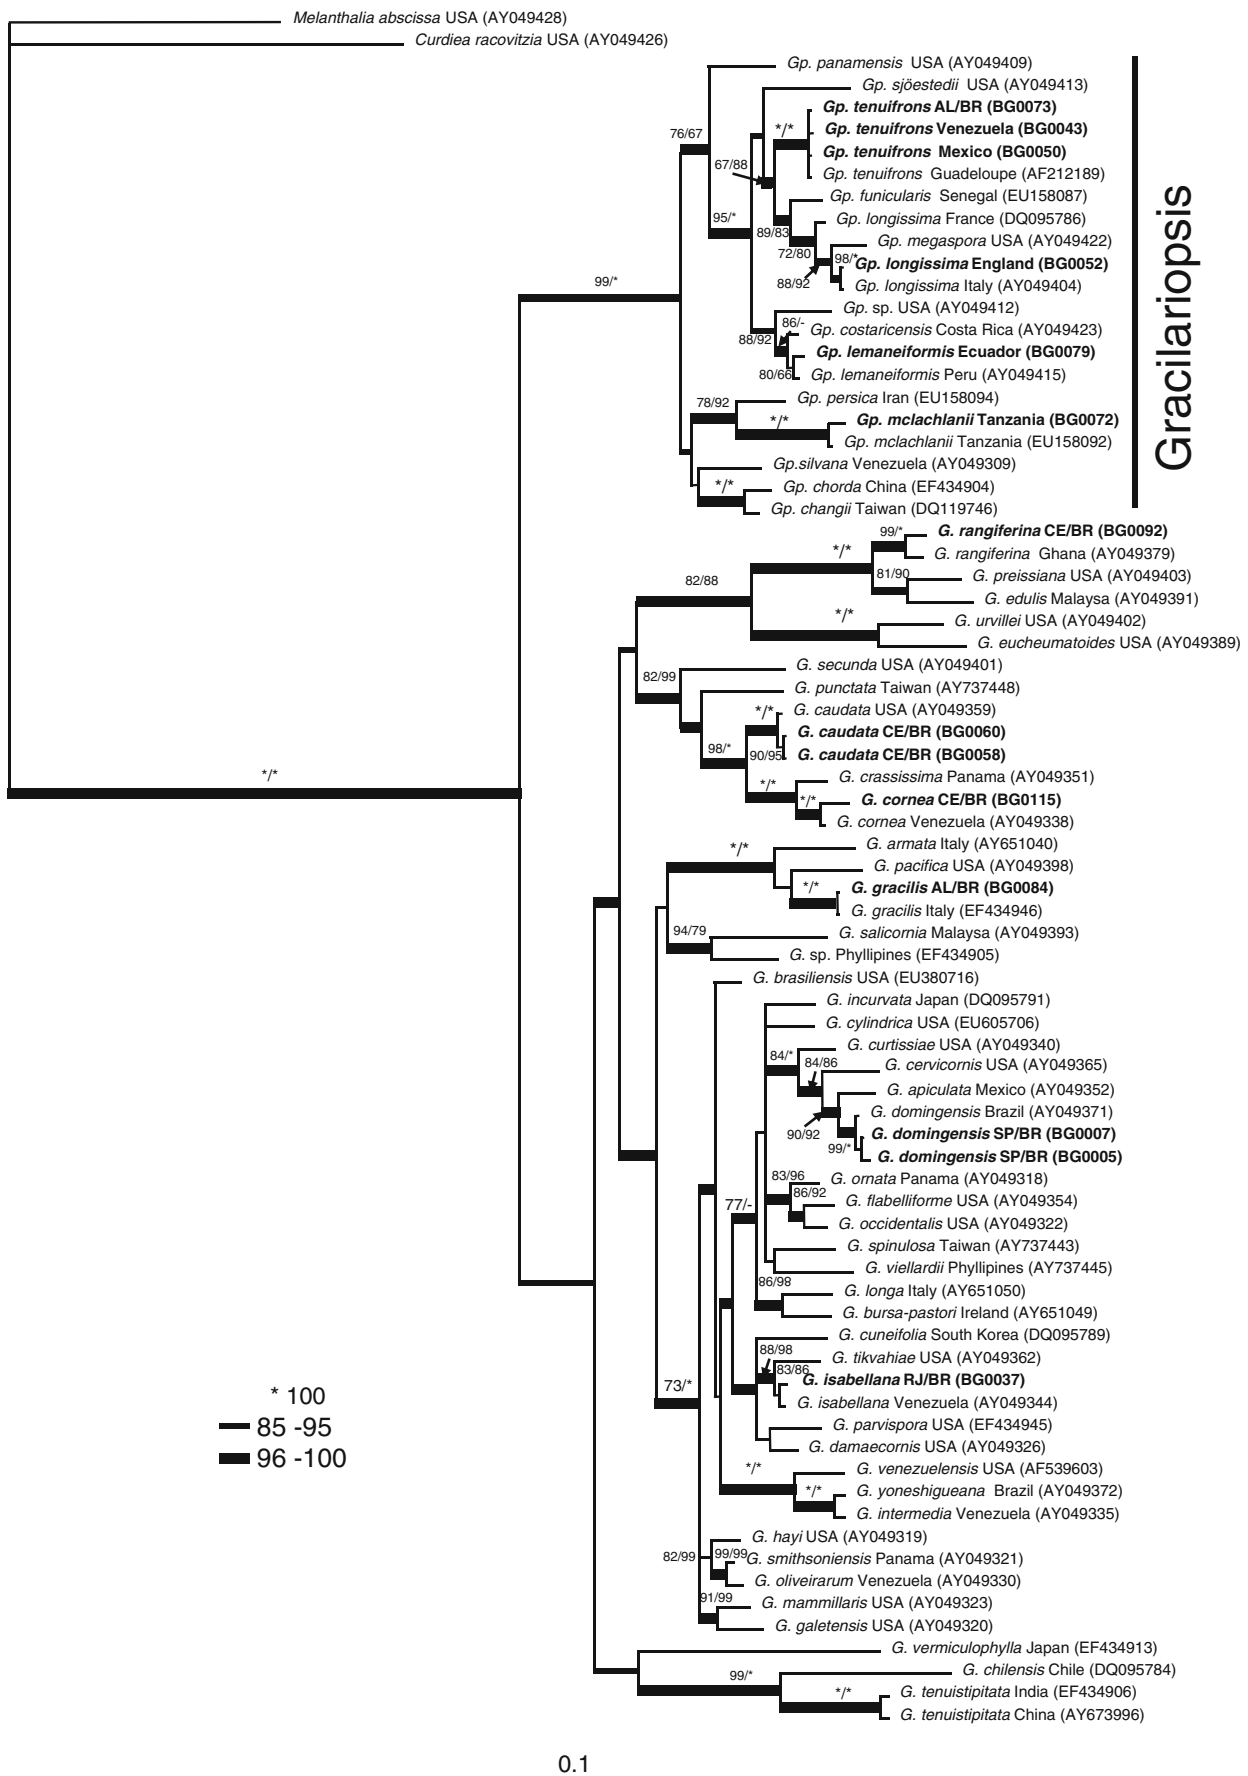 Melanthalia abscissa USA (AY049428)
Curdiea racovitzia USA (AY049426)
Gp. panamensis USA (AY049409)
Gp. sjöestedii USA (AY049413)
Gp. tenuifrons AL/BR (BG0073)
*/*
76/67
Gp. tenuifrons Venezuela (BG0043)
Gp. tenuifrons Mexico (BG0050)
67/88
Gp. tenuifrons Guadeloupe (AF212189)
Gp. funicularis Senegal (EU158087)
95/*
Gp. longissima France (DQ095786)
89/83
Gp. megaspora USA (AY049422)
72/80
98/*
Gp. longissima England (BG0052)
88/92
Gp. longissima Italy (AY049404)
99/*
Gp. sp. USA (AY049412)
86/-
Gp. costaricensis Costa Rica (AY049423)
88/92
Gp. lemaneiformis Ecuador (BG0079)
80/66
Gp. lemaneiformis Peru (AY049415)
Gp. persica Iran (EU158094)
78/92
*/*
Gp. mclachlanii Tanzania (BG0072)
Gp. mclachlanii Tanzania (EU158092)
Gp.silvana Venezuela (AY049309)
*/*
Gp. chorda China (EF434904)
Gp. changii Taiwan (DQ119746)
Gracilariopsis
99/*
G. rangiferina CE/BR (BG0092)
*/*
G. rangiferina Ghana (AY049379)
82/88
81/90
G. preissiana USA (AY049403)
G. edulis Malaysa (AY049391)
*/*
G. urvillei USA (AY049402)
G. eucheumatoides USA (AY049389)
G. secunda USA (AY049401)
82/99
G. punctata Taiwan (AY737448)
*/*
G. caudata USA (AY049359)
G. caudata CE/BR (BG0060)
98/*
90/95
G. caudata CE/BR (BG0058)
*/*
*/*
G. crassissima Panama (AY049351)
*/*
G. cornea CE/BR (BG0115)
G. cornea Venezuela (AY049338)
*/*
G. armata Italy (AY651040)
G. pacifica USA (AY049398)
*/*
G. gracilis AL/BR (BG0084)
G. gracilis Italy (EF434946)
94/79
G. salicornia Malaysa (AY049393)
G. sp. Phyllipines (EF434905)
G. brasiliensis USA (EU380716)
G. incurvata Japan (DQ095791)
G. cylindrica USA (EU605706)
G. curtissiae USA (AY049340)
84/*
84/86
G. cervicornis USA (AY049365)
G. apiculata Mexico (AY049352)
G. domingensis Brazil (AY049371)
90/92
G. domingensis SP/BR (BG0007)
99/*
G. domingensis SP/BR (BG0005)
83/96
G. ornata Panama (AY049318)
86/92
77/-
G. flabelliforme USA (AY049354)
G. occidentalis USA (AY049322)
G. spinulosa Taiwan (AY737443)
G. viellardii Phyllipines (AY737445)
86/98
G. longa Italy (AY651050)
G. bursa-pastori Ireland (AY651049)
G. cuneifolia South Korea (DQ095789)
88/98
G. tikvahiae USA (AY049362)
83/86
73/*
G. isabellana RJ/BR (BG0037)
G. isabellana Venezuela (AY049344)
G. parvispora USA (EF434945)
G. damaecornis USA (AY049326)
*/*
G. venezuelensis USA (AF539603)
*/*
G. yoneshigueana Brazil (AY049372)
G. intermedia Venezuela (AY049335)
G. hayi USA (AY049319)
82/99
99/99
G. smithsoniensis Panama (AY049321)
G. oliveirarum Venezuela (AY049330)
91/99
G. mammillaris USA (AY049323)
G. galetensis USA (AY049320)
G. vermiculophylla Japan (EF434913)
99/*
G. chilensis Chile (DQ095784)
*/*
G. tenuistipitata India (EF434906)
G. tenuistipitata China (AY673996)
* 100
85 -95
96 -100
0.1